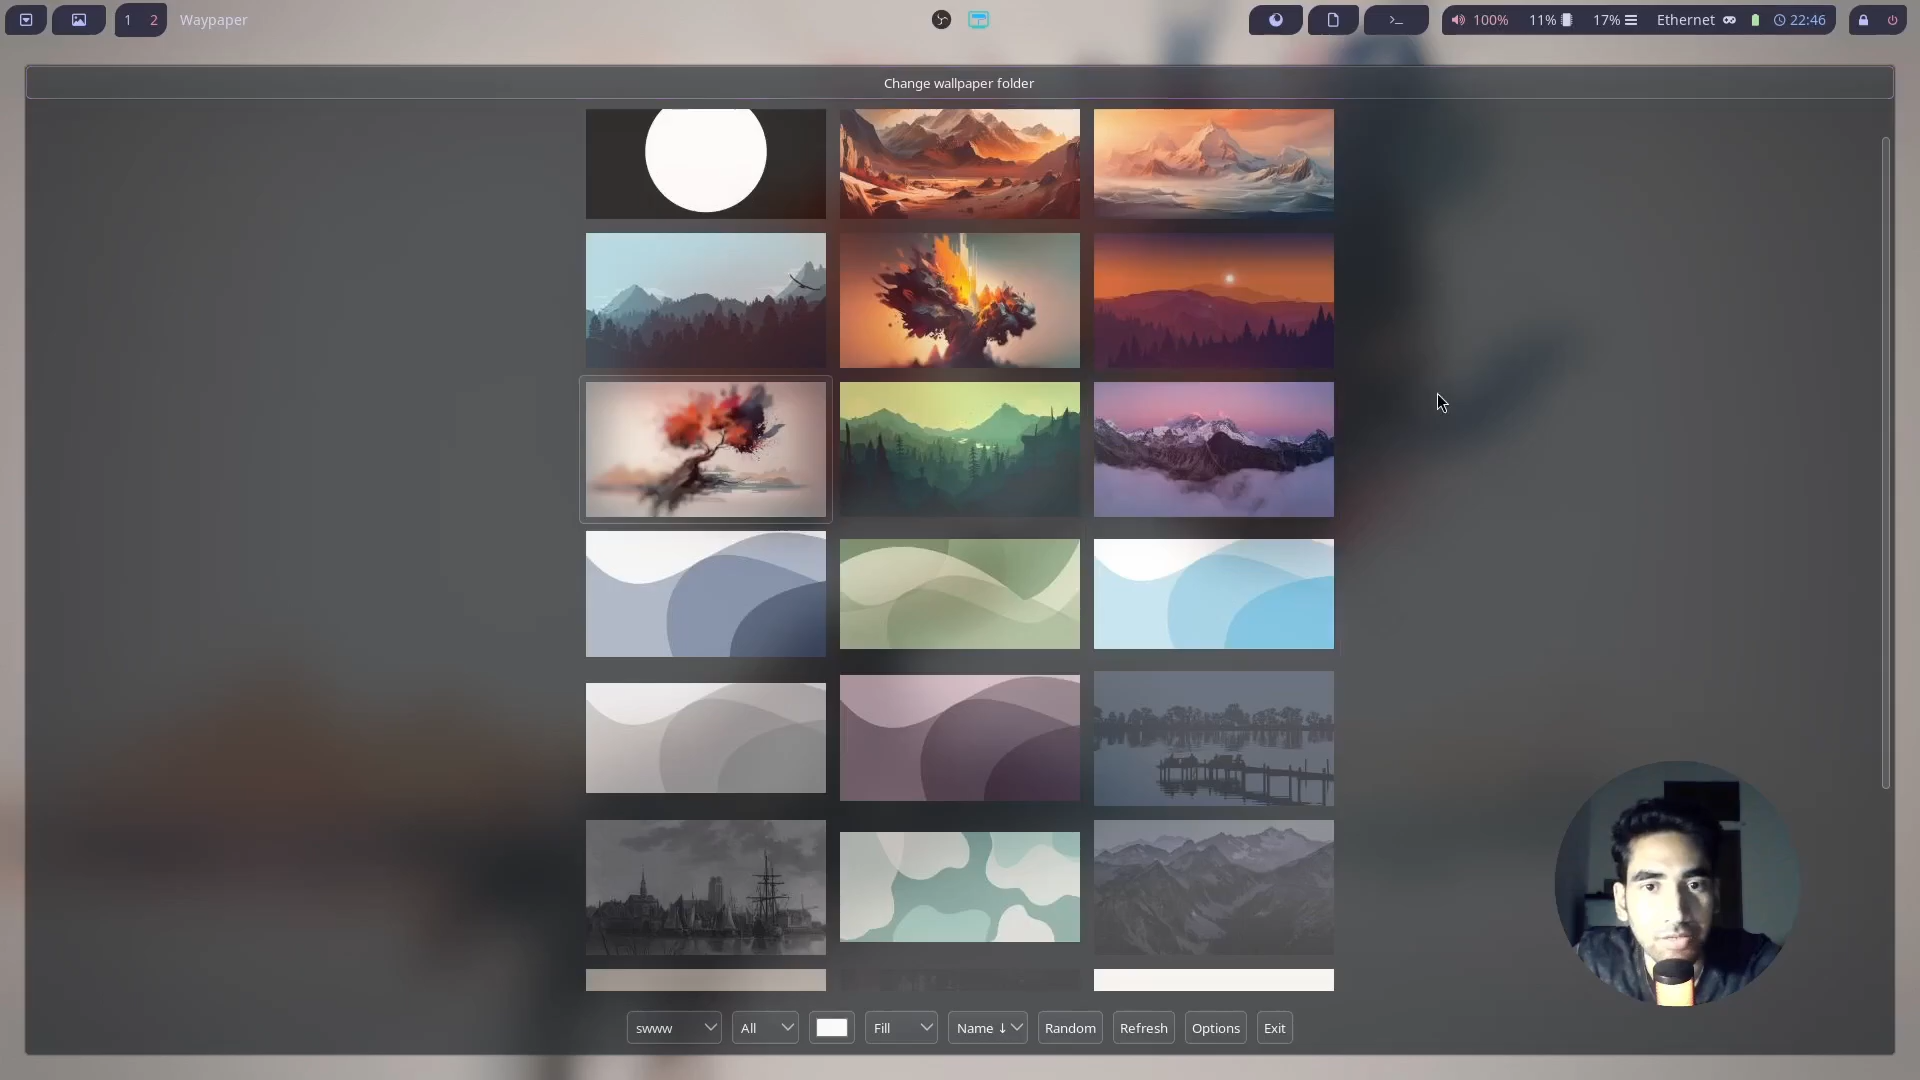 1 2 Waypaper 100% 11% 17% Ethernet 22:46
Change wallpaper folder
swww All Fill Name ↓ Random Refresh Options Exit